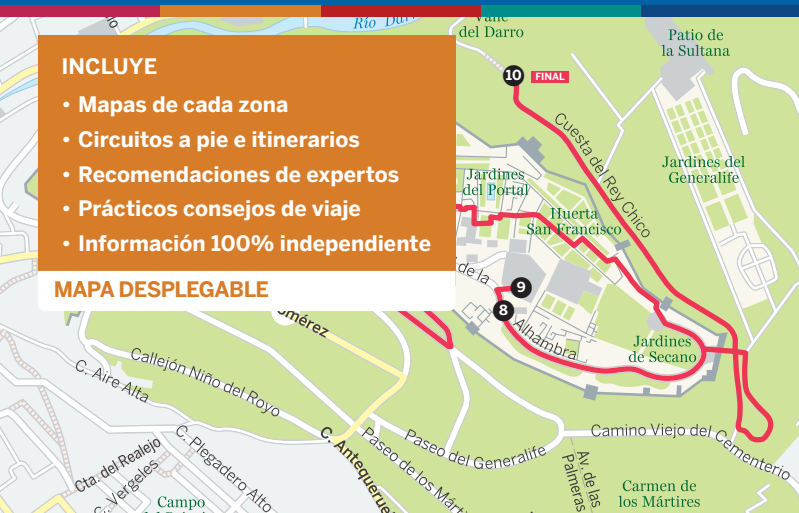 Río Darro
Valle
del Darro
Patio de
la Sultana
INCLUYE
• Mapas de cada zona
• Circuitos a pie e itinerarios
• Recomendaciones de expertos
• Prácticos consejos de viaje
• Información 100% independiente
MAPA DESPLEGABLE
10
FINAL
Cuesta del Rey Chico
Jardines del
Generalife
Jardines
del Portal
Huerta
San Francisco
de la
Alhambra
9
8
Jardines
de Secano
Callejón Niño del Royo
C. Aire Alta
C. Plegadero Alto
Cta. del Realejo
C. Vergeles
C. Antequeruela
Paseo de los Mártires
Paseo del Generalife
Camino Viejo del Cementerio
Av. de las
Palmeras
Carmen de
los Mártires
Campo